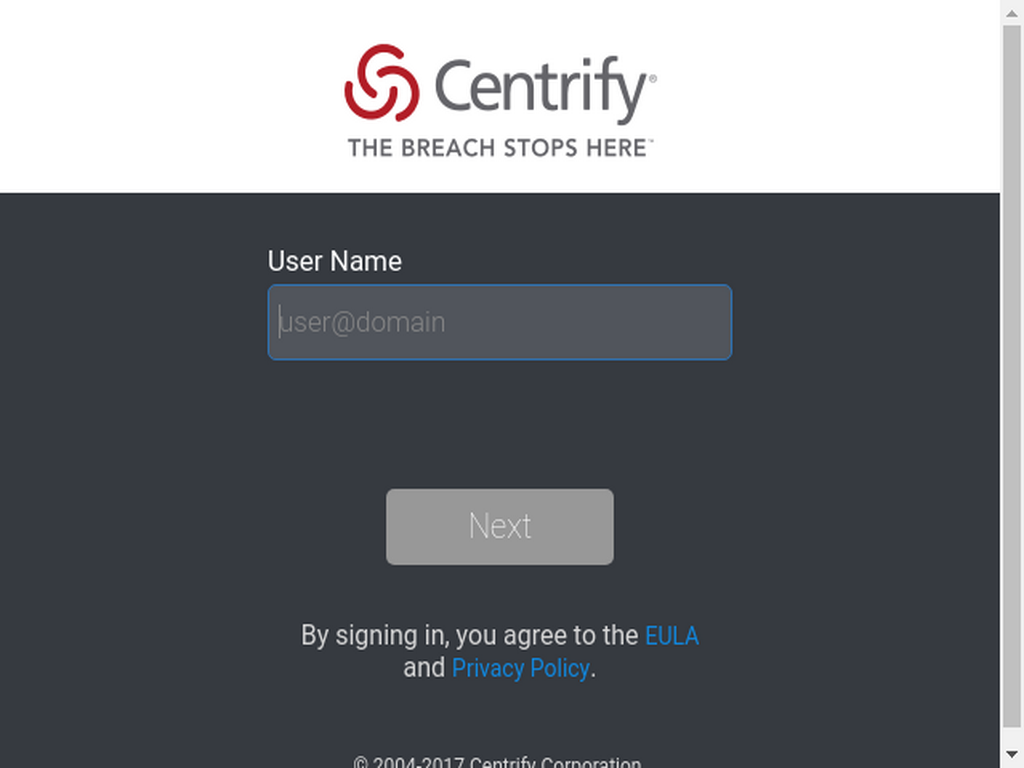 Centrify®
THE BREACH STOPS HERE™
User Name
user@domain
Next
By signing in, you agree to the EULA
and Privacy Policy.
© 2004-2017 Centrify Corporation